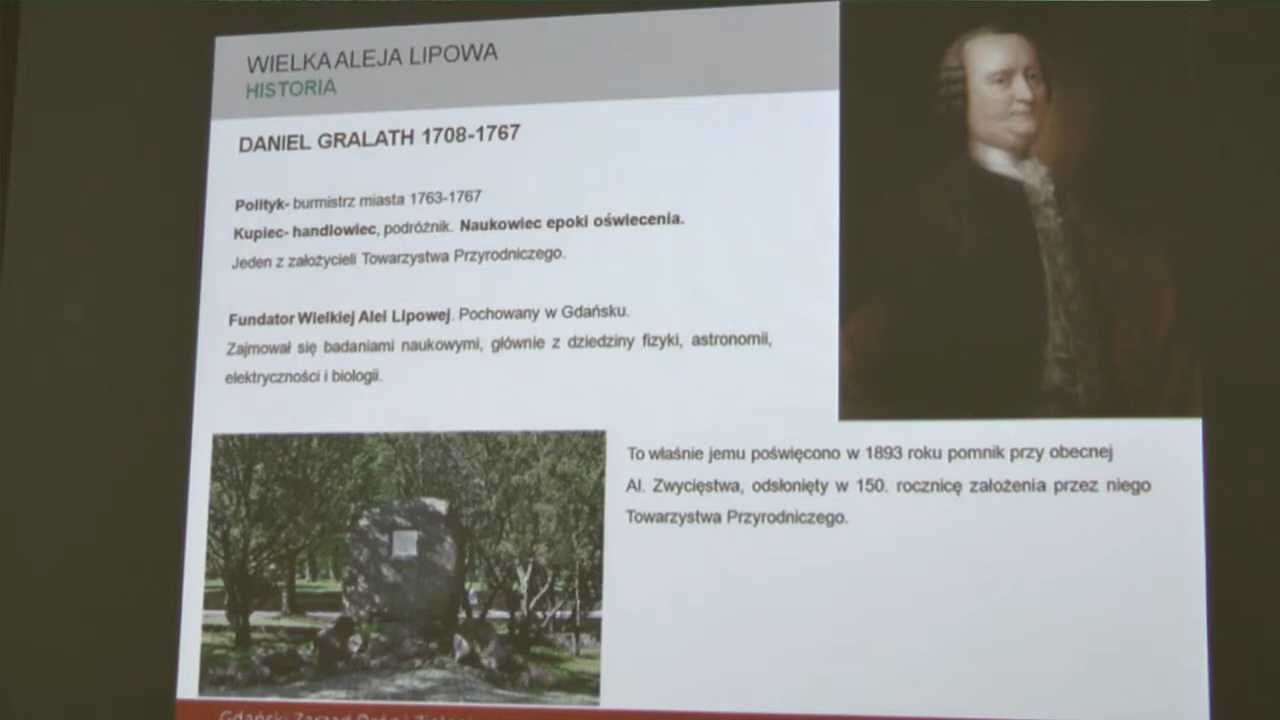 WIELKA ALEJA LIPOWA
HISTORIA
DANIEL GRALATH 1708-1767
Polityk- burmistrz miasta 1763-1767
Kupiec- handlowiec, podróżnik. Naukowiec epoki oświecenia.
Jeden z założycieli Towarzystwa Przyrodniczego.
Fundator Wielkiej Alei Lipowej. Pochowany w Gdańsku.
Zajmował się badaniami naukowymi, głównie z dziedziny fizyki, astronomii,
elektryczności i biologii.
To właśnie jemu poświęcono w 1893 roku pomnik przy obecnej
Al. Zwycięstwa, odsłonięty w 150. rocznicę założenia przez niego
Towarzystwa Przyrodniczego.
Gdański Zarząd Dróg i